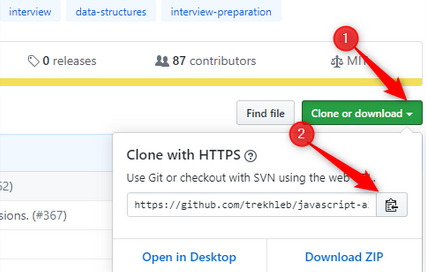 interview data-structures interview-preparation
0 releases 87 contributors MIT
1
Find file Clone or download
2
Clone with HTTPS
52)
Use Git or checkout with SVN using the web
sions. (#367)
https://github.com/trekhleb/javascript-a
Open in Desktop Download ZIP